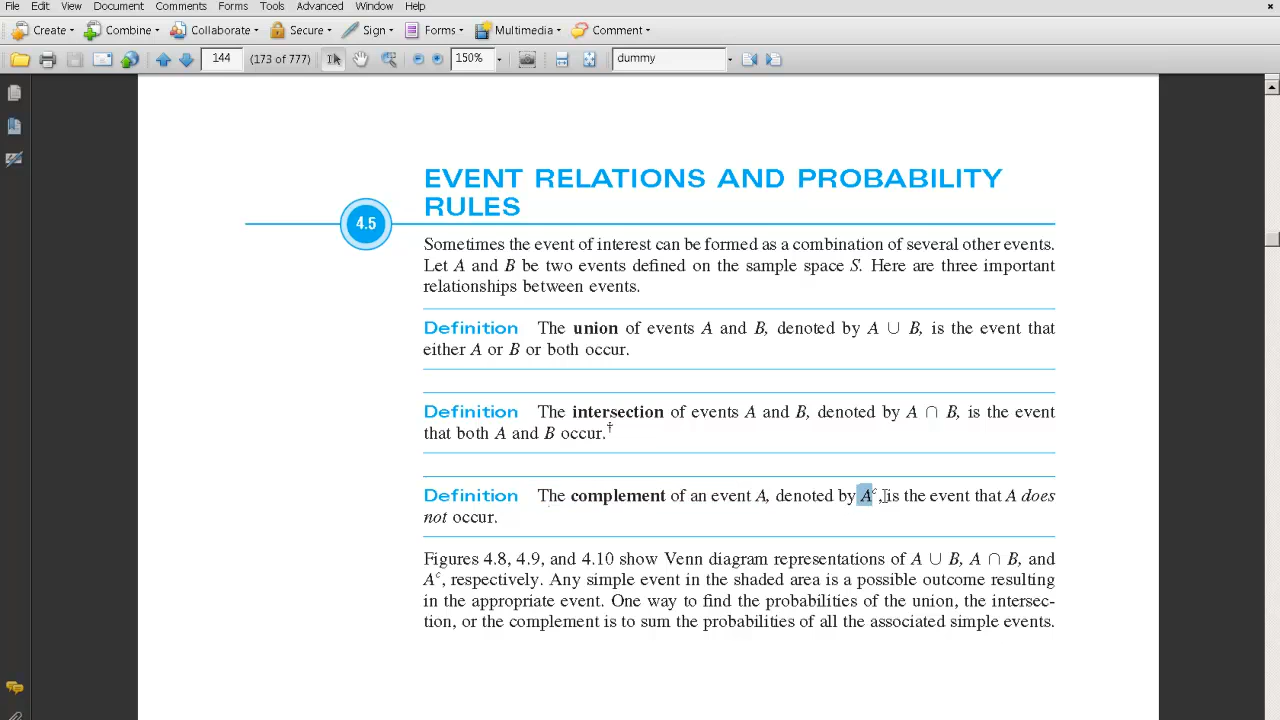 File Edit View Document Comments Forms Tools Advanced Window Help
Create Combine Collaborate Secure Sign Forms Multimedia Comment
144 (173 of 777) 150% dummy
EVENT RELATIONS AND PROBABILITY
RULES
4.5
Sometimes the event of interest can be formed as a combination of several other events.
Let A and B be two events defined on the sample space S. Here are three important
relationships between events.
Definition The union of events A and B, denoted by A ∪ B, is the event that
either A or B or both occur.
Definition The intersection of events A and B, denoted by A ∩ B, is the event
that both A and B occur.†
Definition The complement of an event A, denoted by Aᶜ, is the event that A does
not occur.
Figures 4.8, 4.9, and 4.10 show Venn diagram representations of A ∪ B, A ∩ B, and
Aᶜ, respectively. Any simple event in the shaded area is a possible outcome resulting
in the appropriate event. One way to find the probabilities of the union, the intersec-
tion, or the complement is to sum the probabilities of all the associated simple events.